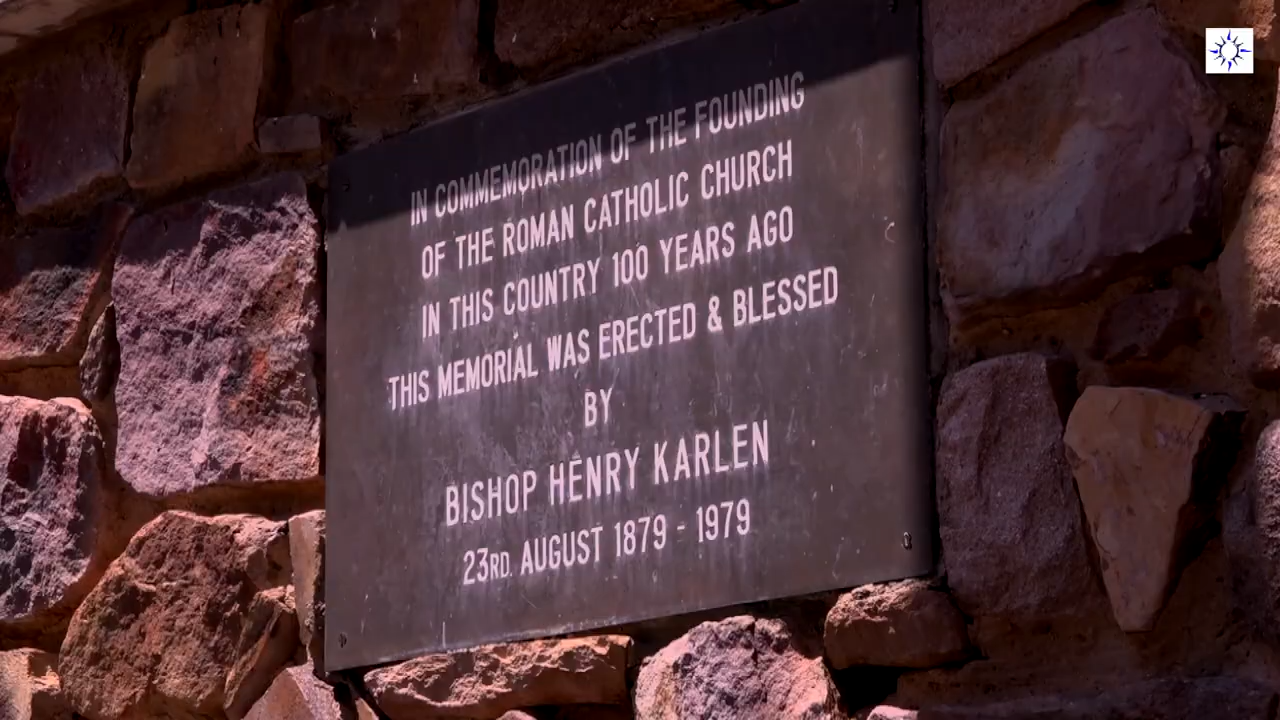 IN COMMEMORATION OF THE FOUNDING
OF THE ROMAN CATHOLIC CHURCH
IN THIS COUNTRY 100 YEARS AGO
THIS MEMORIAL WAS ERECTED & BLESSED
BY
BISHOP HENRY KARLEN
23RD. AUGUST 1879 - 1979